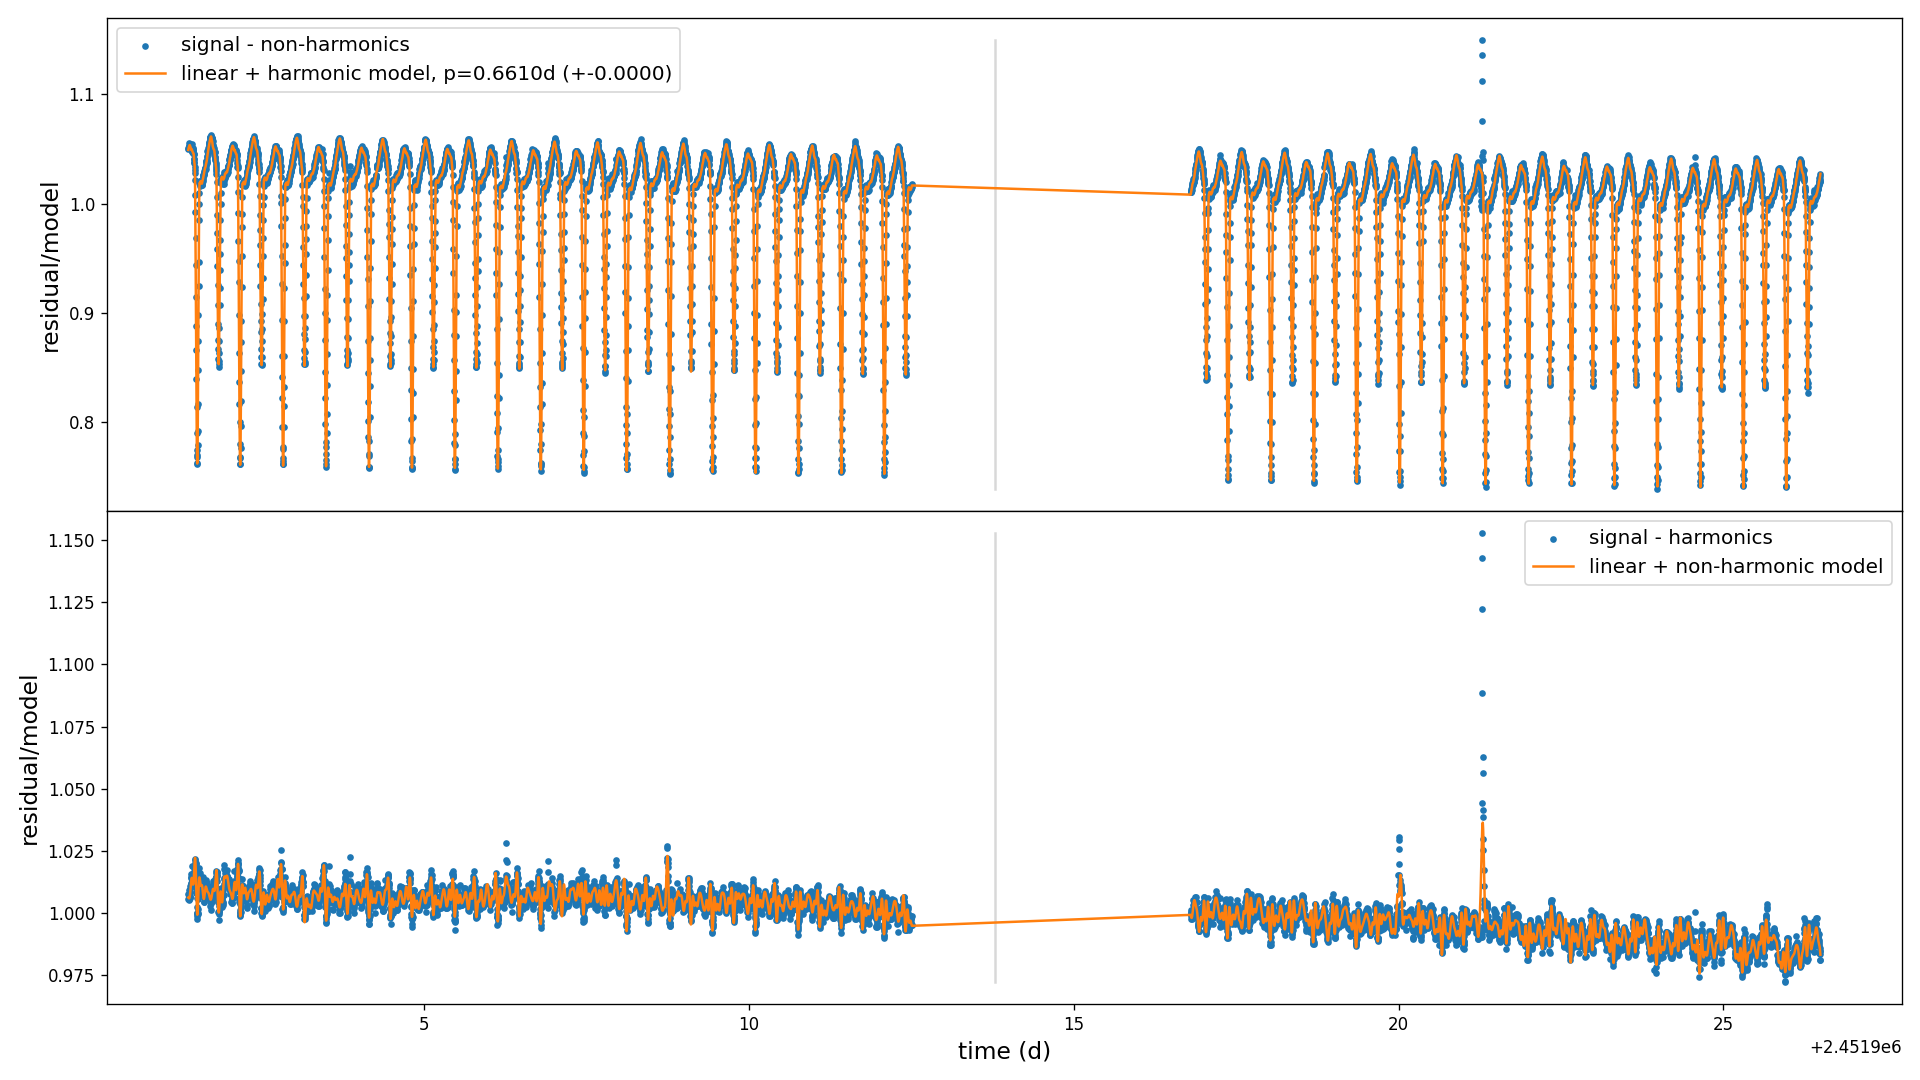 signal - non-harmonics
linear + harmonic model, p=0.6610d (+-0.0000)
residual/model
1.1
1.0
0.9
0.8
signal - harmonics
linear + non-harmonic model
residual/model
1.150
1.125
1.100
1.075
1.050
1.025
1.000
0.975
5
10
15
20
25
time (d)
+2.4519e6